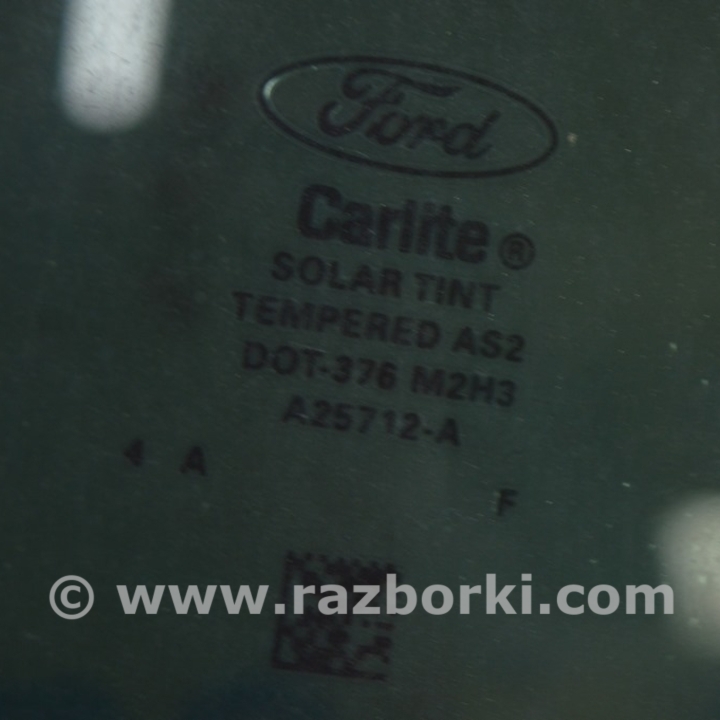 Ford
Carlite®
SOLAR TINT
TEMPERED AS2
DOT-376 M2H3
A25712-A
4 A
F
© www.razborki.com